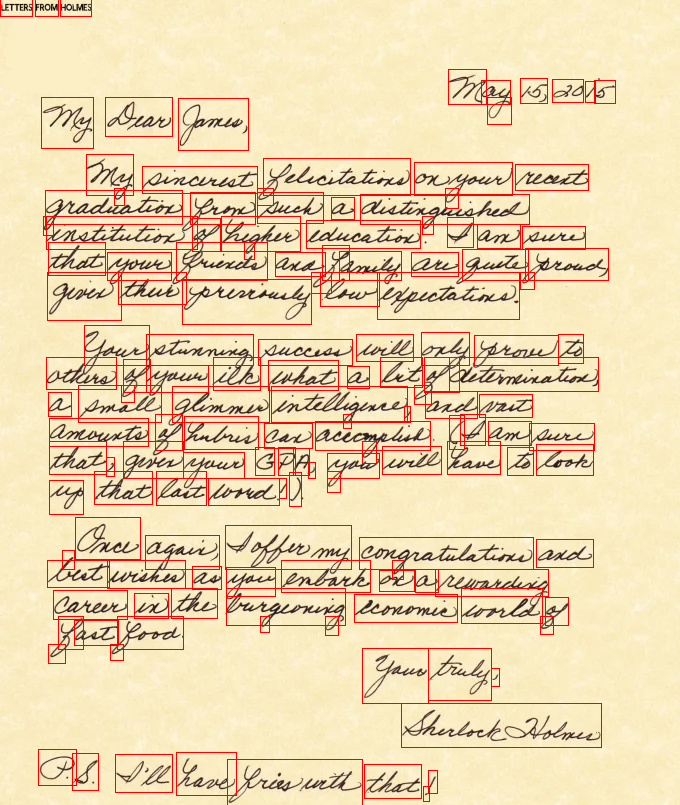 LETTERS FROM HOLMES
May 15, 2015
My Dear James,
My sincerest felicitations on your recent
graduation from such a distinguished
institution of higher education. I am sure
that your friends and family are quite proud,
given their previously low expectations.
Your stunning success will only prove to
others of your ilk what a bit of determination,
a small glimmer intelligence, and vast
amounts of hubris can accomplish. (I am sure
that, given your GPA, you will have to look
up that last word!).
Once again, I offer my congratulations and
best wishes as you embark on a rewarding
career in the burgeoning economic world of
fast food.
Your truly,
Sherlock Holmes
P.S. I'll have fries with that!